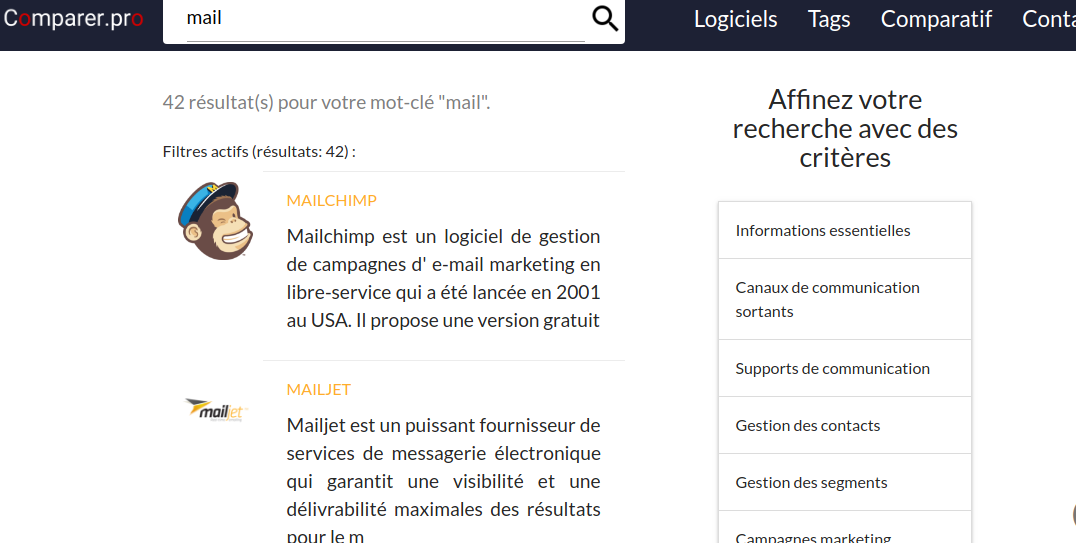 Comparer.pro
mail
Logiciels Tags Comparatif Conta
42 résultat(s) pour votre mot-clé "mail".
Filtres actifs (résultats: 42) :
MAILCHIMP
Mailchimp est un logiciel de gestion
de campagnes d' e-mail marketing en
libre-service qui a été lancée en 2001
au USA. Il propose une version gratuit
mailjet
MAILJET
Mailjet est un puissant fournisseur de
services de messagerie électronique
qui garantit une visibilité et une
délivrabilité maximales des résultats
pour le m
Affinez votre
recherche avec des
critères
Informations essentielles
Canaux de communication
sortants
Supports de communication
Gestion des contacts
Gestion des segments
Campagnes marketing